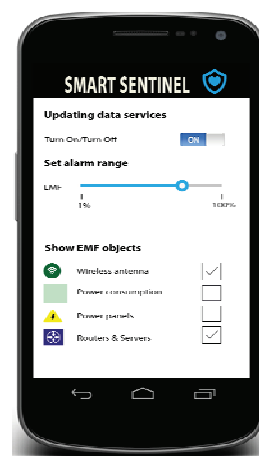 SMART SENTINEL
Updating data services
Turn On/Turn Off ON
Set alarm range
EMF
1% 100%
Show EMF objects
Wireless antenna
Power consumption
Power panels
Routers & Servers